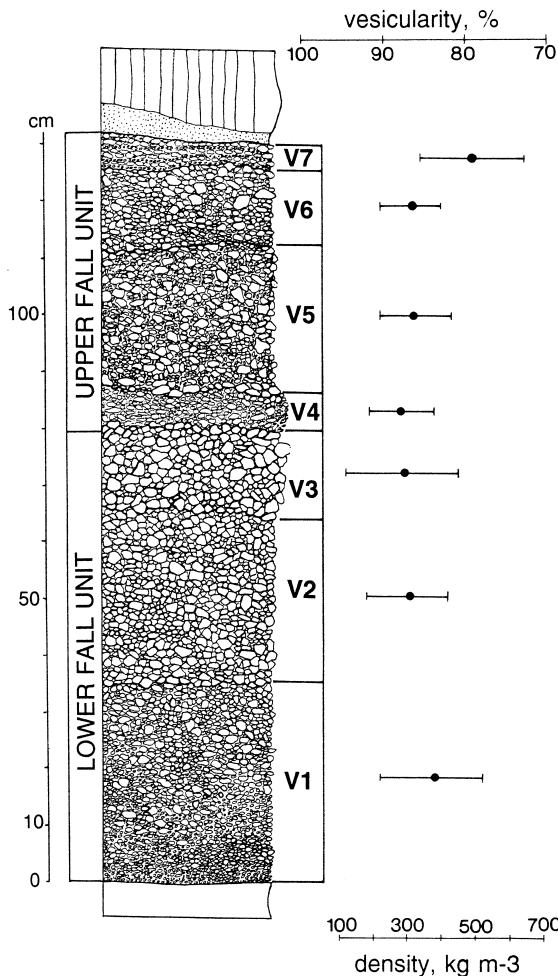 vesicularity, %
100 90 80 70
cm
V7
V6
UPPER FALL UNIT
100
V5
V4
V3
50
V2
LOWER FALL UNIT
V1
10
0
100 300 500 700
density, kg m-3